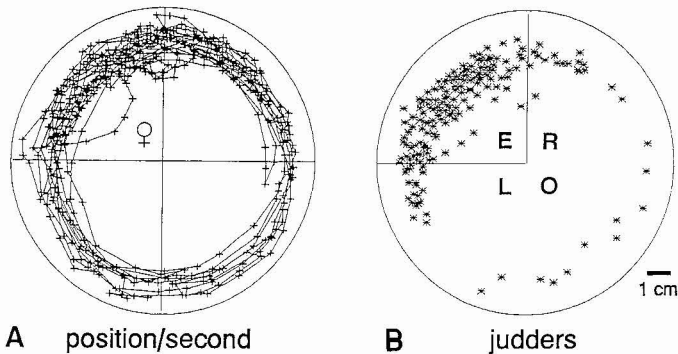 ♀
E R
L O
1 cm
A position/second
B judders